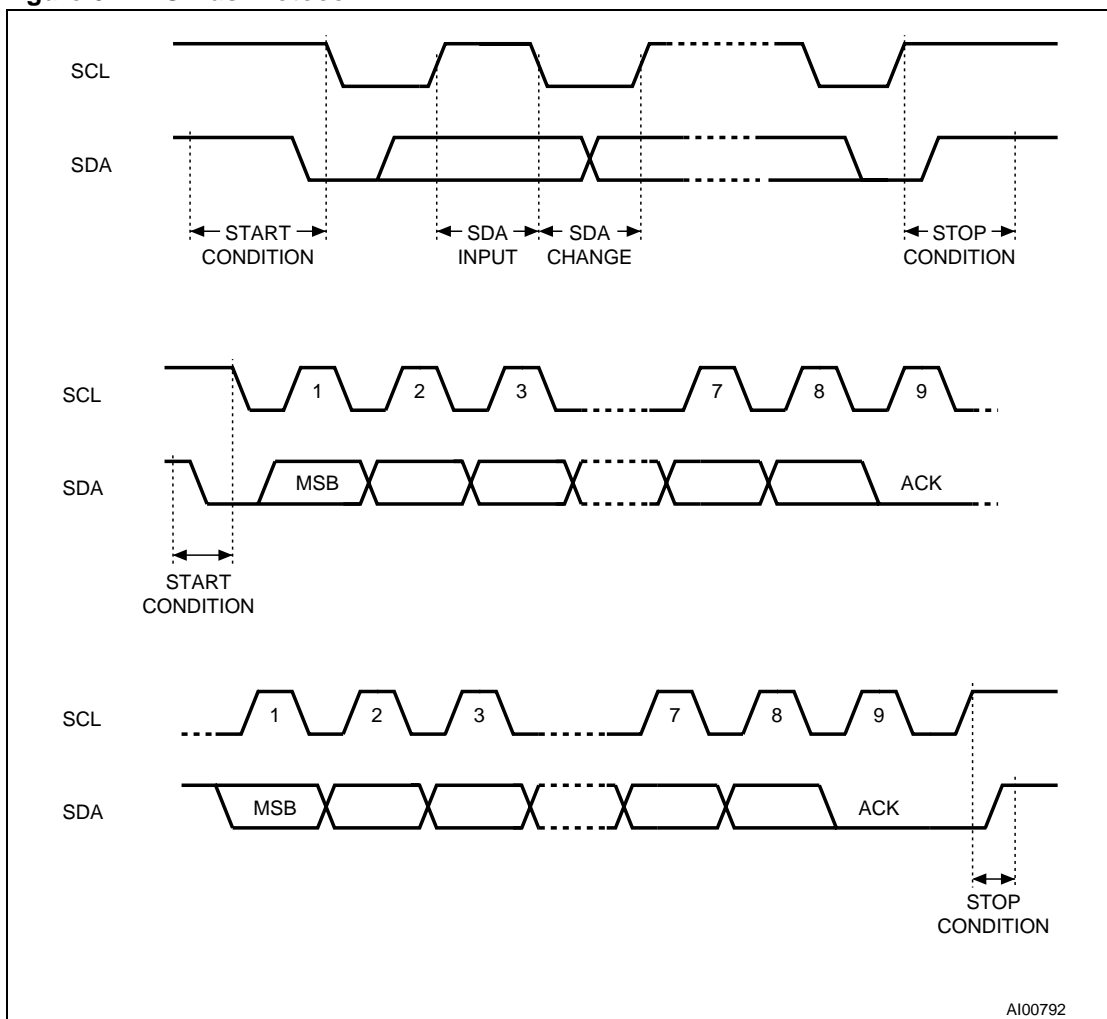 SCL
SDA
START CONDITION
SDA INPUT
SDA CHANGE
STOP CONDITION
SCL
1 2 3 7 8 9
SDA
MSB
ACK
START CONDITION
SCL
1 2 3 7 8 9
SDA
MSB
ACK
STOP CONDITION
AI00792